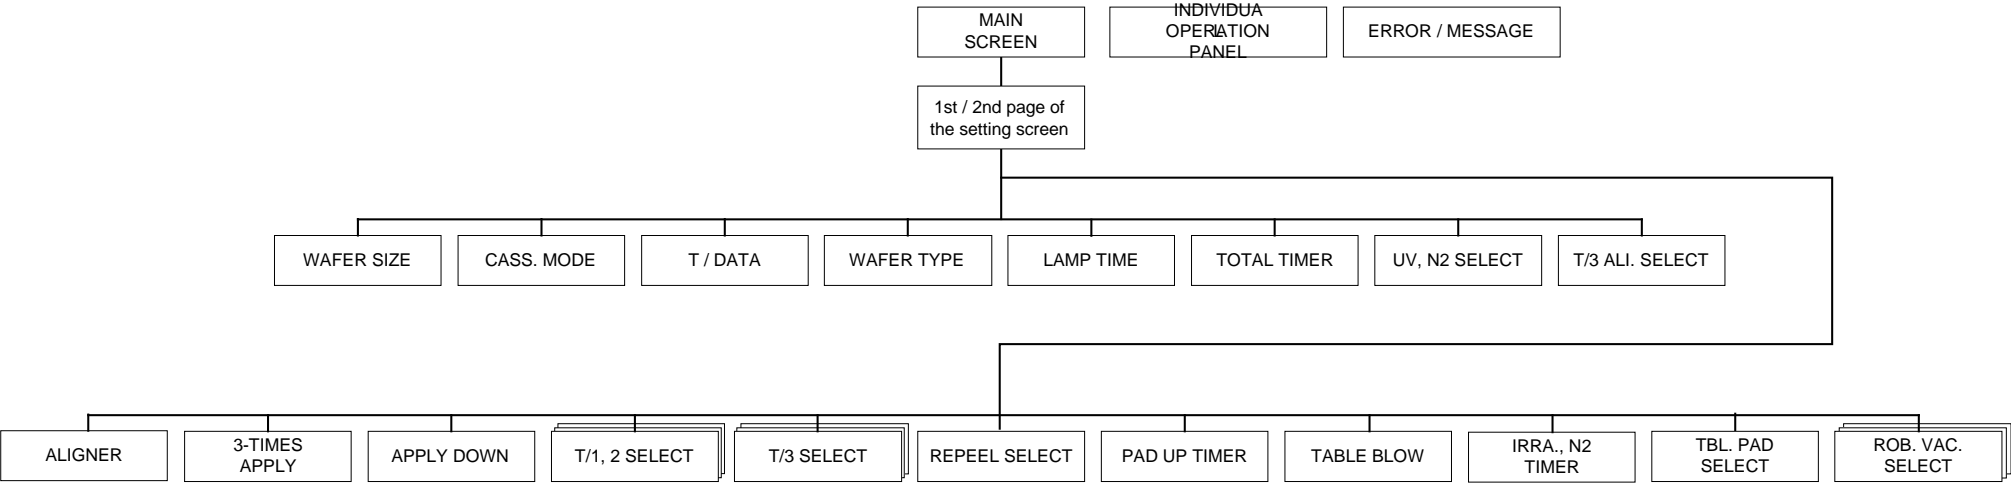 MAIN
SCREEN
INDIVIDUA
L
OPERATION
PANEL
ERROR / MESSAGE
1st / 2nd page of
the setting screen
WAFER SIZE
CASS. MODE
T / DATA
WAFER TYPE
LAMP TIME
TOTAL TIMER
UV, N2 SELECT
T/3 ALI. SELECT
ALIGNER
3-TIMES
APPLY
APPLY DOWN
T/1, 2 SELECT
T/3 SELECT
REPEEL SELECT
PAD UP TIMER
TABLE BLOW
IRRA., N2
TIMER
TBL. PAD
SELECT
ROB. VAC.
SELECT